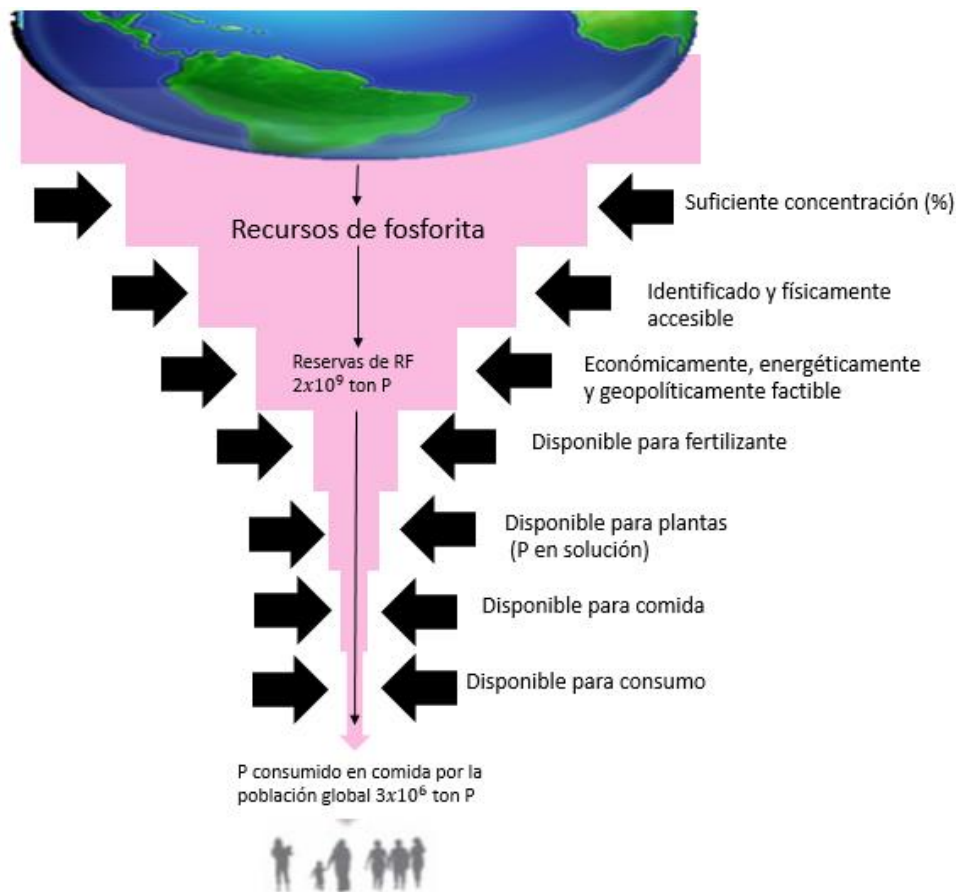 Suficiente concentración (%)
Recursos de fosforita
Identificado y físicamente
accesible
Reservas de RF
2x10⁹ ton P
Económicamente, energéticamente
y geopolíticamente factible
Disponible para fertilizante
Disponible para plantas
(P en solución)
Disponible para comida
Disponible para consumo
P consumido en comida por la
población global 3x10⁶ ton P